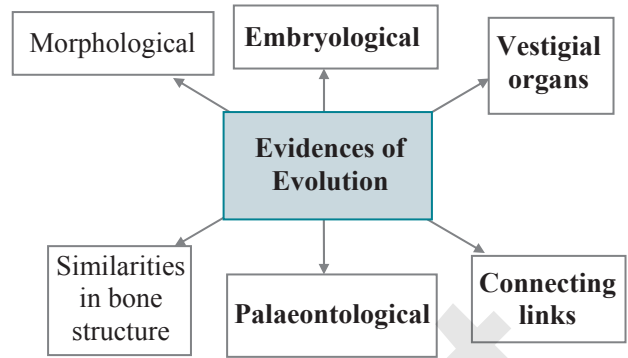 Morphological
Embryological
Vestigial
organs
Evidences of
Evolution
Similarities
in bone
structure
Palaeontological
Connecting
links